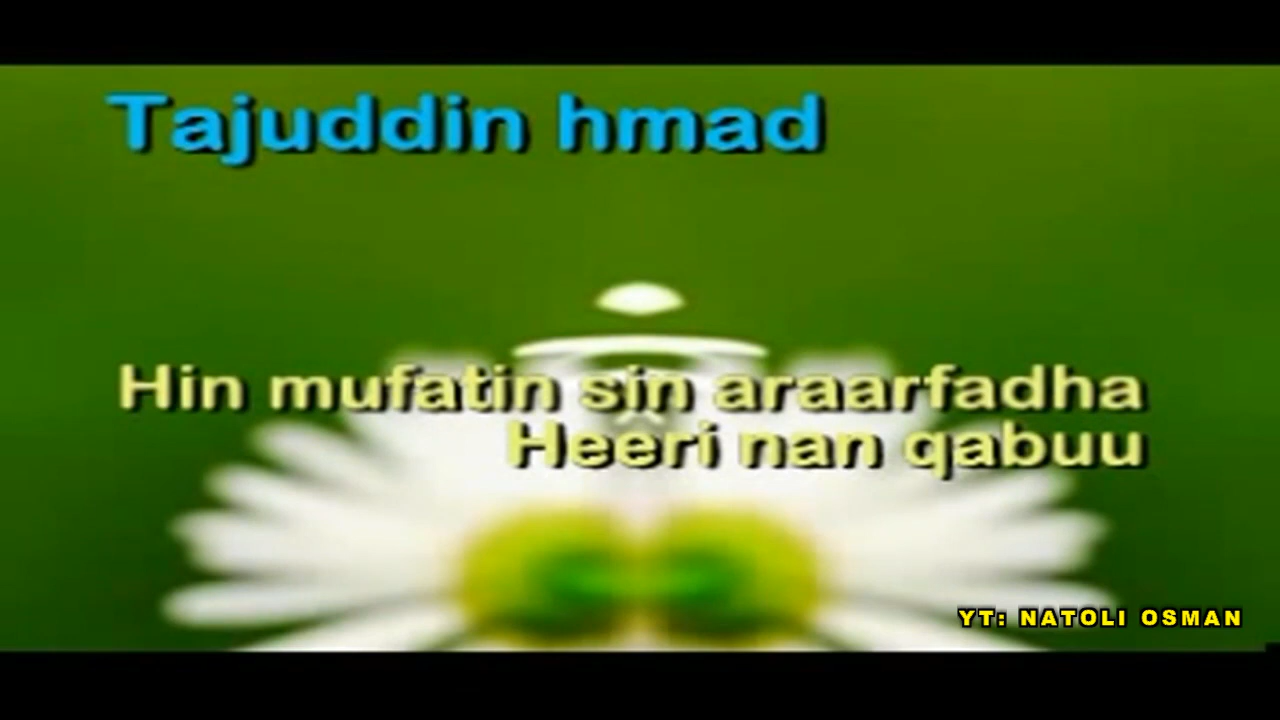 Tajuddin hmad
Hin mufatin sin araarfadha
Heeri nan qabuu
YT: NATOLI OSMAN